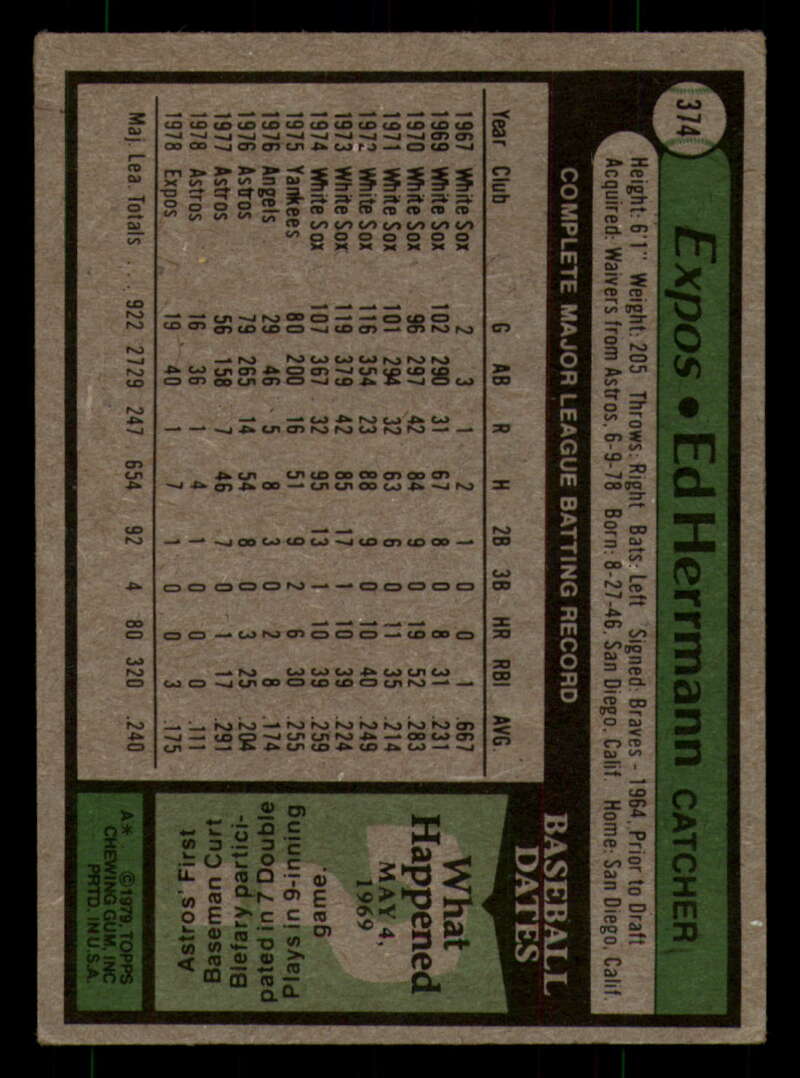 374
Expos • Ed Herrmann CATCHER
Height: 6'1" Weight: 205 Throws: Right Bats: Left Signed: Braves - 1964, Prior to Draft
Acquired: Waivers from Astros, 6-9-78 Born: 8-27-46, San Diego, Calif. Home: San Diego, Calif.
COMPLETE MAJOR LEAGUE BATTING RECORD
Year Club G AB R H 2B 3B HR RBI AVG.
1967 White Sox 2 3 1 2 1 0 0 1 .667
1969 White Sox 102 290 31 67 8 0 8 31 .231
1970 White Sox 96 297 42 84 9 0 19 52 .283
1971 White Sox 101 294 32 63 6 0 11 35 .214
1972 White Sox 116 354 23 88 9 0 10 40 .249
1973 White Sox 119 379 42 85 17 1 10 39 .224
1974 White Sox 107 367 32 95 13 1 10 39 .259
1975 Yankees 80 200 16 51 9 2 6 30 .255
1976 Angels 29 46 5 8 3 0 2 8 .174
1976 Astros 79 265 14 54 8 0 3 25 .204
1977 Astros 56 158 7 46 7 0 1 17 .291
1978 Astros 16 36 1 4 1 0 0 0 .111
1978 Expos 19 40 1 7 1 0 0 3 .175
Maj. Lea Totals . . . 922 2729 247 654 92 4 80 320 .240
BASEBALL
DATES
What
Happened
MAY 4,
1969
Astros' First
Baseman Curt
Blefary partici-
pated in 7 Double
Plays in 9-inning
game.
A* ©1979, TOPPS
CHEWING GUM, INC
PRTD. IN U.S.A.